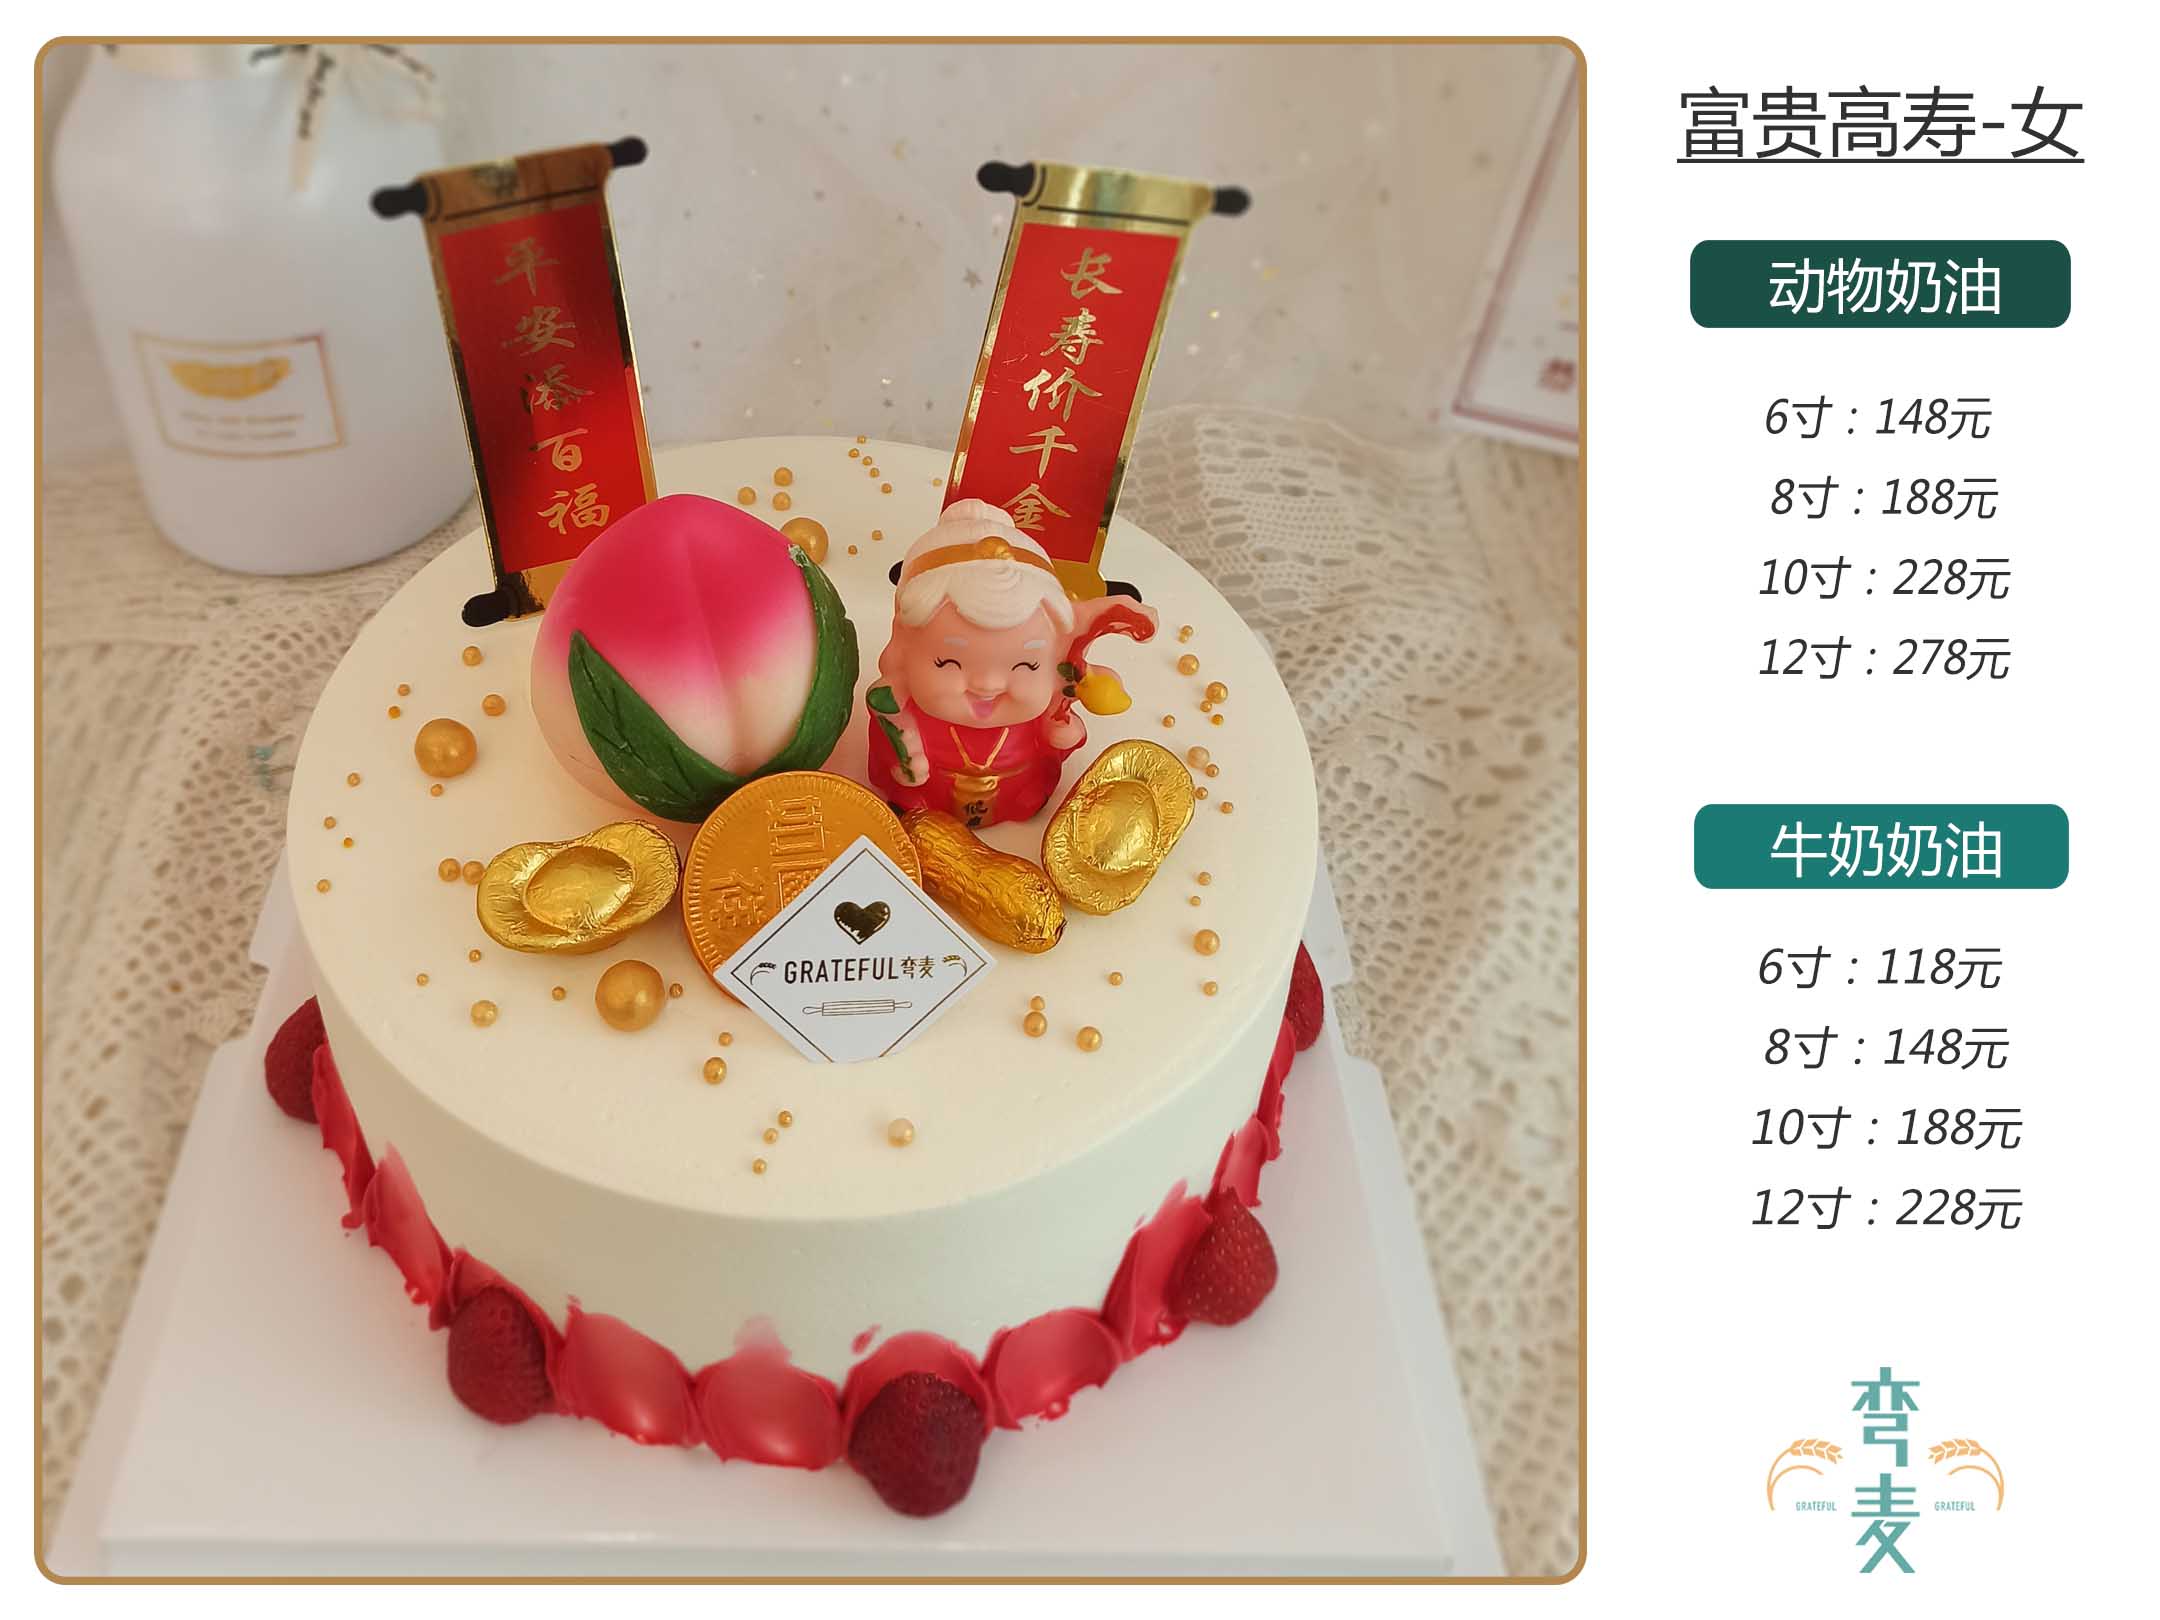 富贵高寿-女
动物奶油
6寸：148元
8寸：188元
10寸：228元
12寸：278元
牛奶奶油
6寸：118元
8寸：148元
10寸：188元
12寸：228元
弯麦
GRATEFUL GRATEFUL
平安添百福
长寿价千金
GRATEFUL弯麦